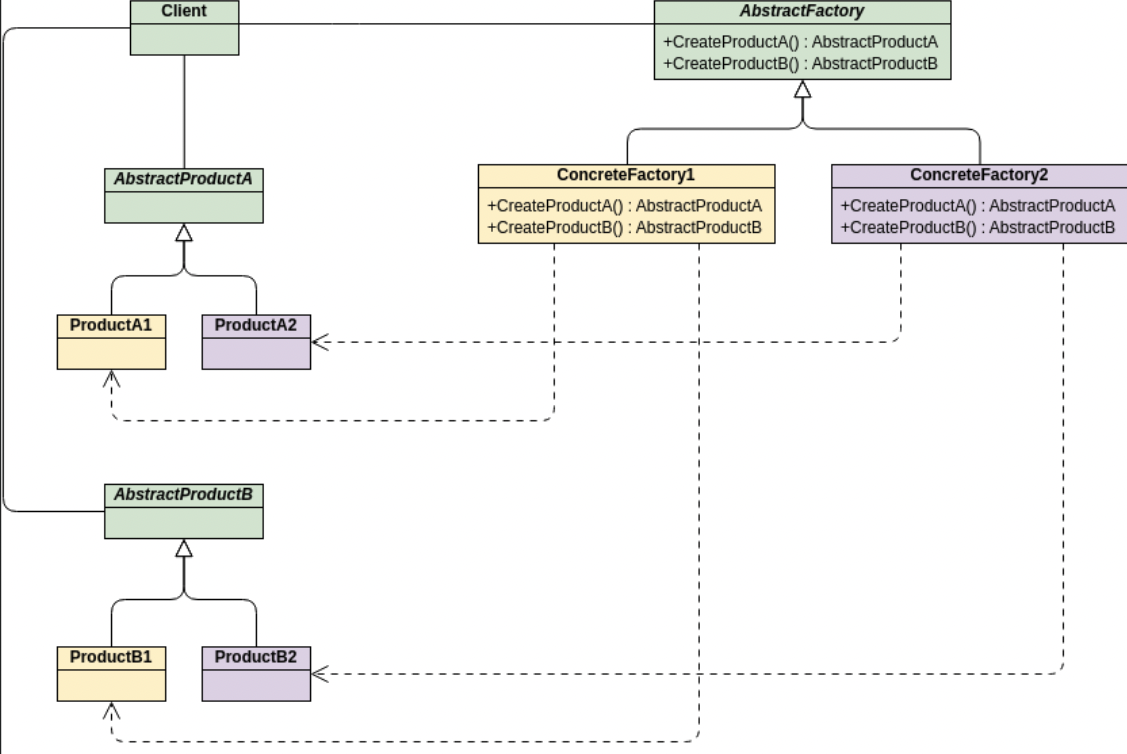 Client
AbstractFactory
+CreateProductA() : AbstractProductA
+CreateProductB() : AbstractProductB
AbstractProductA
ConcreteFactory1
+CreateProductA() : AbstractProductA
+CreateProductB() : AbstractProductB
ConcreteFactory2
+CreateProductA() : AbstractProductA
+CreateProductB() : AbstractProductB
ProductA1
ProductA2
AbstractProductB
ProductB1
ProductB2